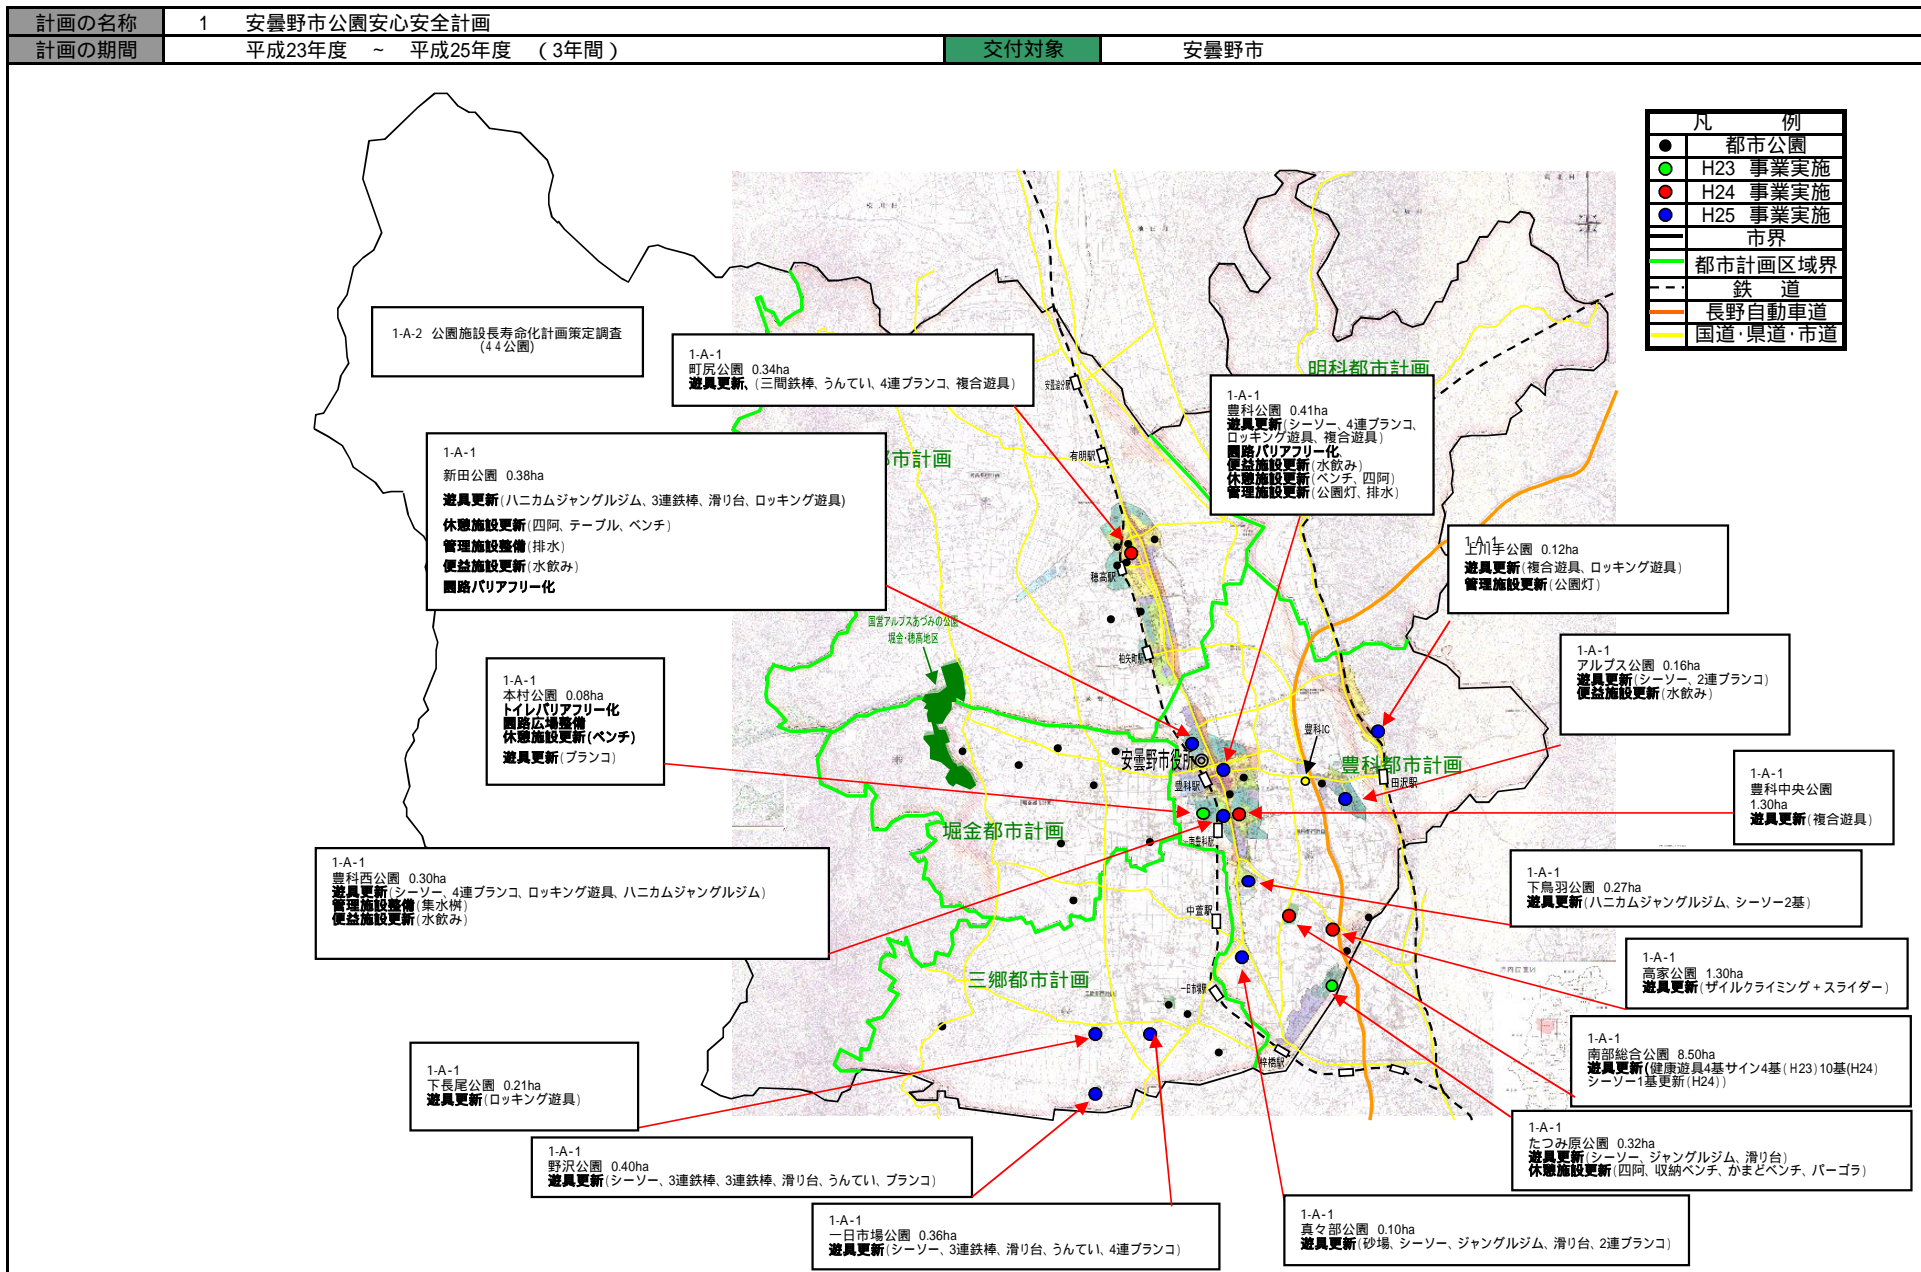 計画の名称 1 安曇野市公園安心安全計画
計画の期間 平成23年度 ~ 平成25年度 (3年間) 交付対象 安曇野市
凡 例
都市公園
H23 事業実施
H24 事業実施
H25 事業実施
市界
都市計画区域界
鉄 道
長野自動車道
国道・県道・市道
1-A-2 公園施設長寿命化計画策定調査
(44公園)
1-A-1
町尻公園 0.34ha
遊具更新、(三間鉄棒、うんてい、4連ブランコ、複合遊具)
明科都市計画
1-A-1
豊科公園 0.41ha
遊具更新(シーソー、4連ブランコ、
ロッキング遊具、複合遊具)
園路バリアフリー化、
便益施設更新(水飲み)
休憩施設更新(ベンチ、四阿)
管理施設更新(公園灯、排水)
市計画
有明駅
1-A-1
新田公園 0.38ha
遊具更新(ハニカムジャングルジム、3連鉄棒、滑り台、ロッキング遊具)
休憩施設更新(四阿、テーブル、ベンチ)
管理施設整備(排水)
便益施設更新(水飲み)
園路バリアフリー化
穂高駅
1-A-1
上川手公園 0.12ha
遊具更新(複合遊具、ロッキング遊具)
管理施設更新(公園灯)
国営アルプスあづみの公園
堀金・穂高地区
柏矢町駅
1-A-1
アルプス公園 0.16ha
遊具更新(シーソー、2連ブランコ)
便益施設更新(水飲み)
1-A-1
本村公園 0.08ha
トイレバリアフリー化
園路広場整備
休憩施設更新(ベンチ)
遊具更新(ブランコ)
豊科IC
安曇野市役所
豊科都市計画
豊科駅
田沢駅
1-A-1
豊科中央公園
1.30ha
遊具更新(複合遊具)
堀金都市計画
南豊科駅
1-A-1
豊科西公園 0.30ha
遊具更新(シーソー、4連ブランコ、ロッキング遊具、ハニカムジャングルジム)
管理施設整備(集水桝)
便益施設更新(水飲み)
1-A-1
下鳥羽公園 0.27ha
遊具更新(ハニカムジャングルジム、シーソー2基)
中萱駅
三郷都市計画
一日市場駅
1-A-1
高家公園 1.30ha
遊具更新(ザイルクライミング+スライダー)
1-A-1
南部総合公園 8.50ha
遊具更新(健康遊具4基サイン4基(H23)10基(H24)
シーソー1基更新(H24))
梓橋駅
1-A-1
下長尾公園 0.21ha
遊具更新(ロッキング遊具)
1-A-1
たつみ原公園 0.32ha
遊具更新(シーソー、ジャングルジム、滑り台)
休憩施設更新(四阿、収納ベンチ、かまどベンチ、パーゴラ)
1-A-1
野沢公園 0.40ha
遊具更新(シーソー、3連鉄棒、3連鉄棒、滑り台、うんてい、ブランコ)
1-A-1
一日市場公園 0.36ha
遊具更新(シーソー、3連鉄棒、滑り台、うんてい、4連ブランコ)
1-A-1
真々部公園 0.10ha
遊具更新(砂場、シーソー、ジャングルジム、滑り台、2連ブランコ)